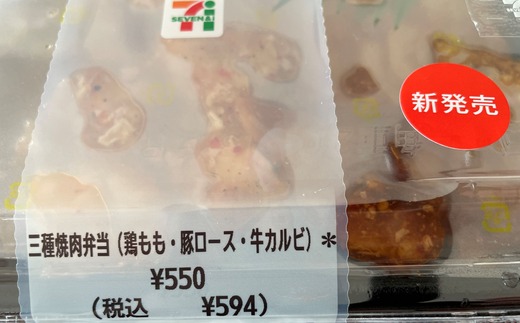 SEVEN&i
新発売
三種焼肉弁当（鶏もも・豚ロース・牛カルビ）＊
¥550
（税込 ¥594）